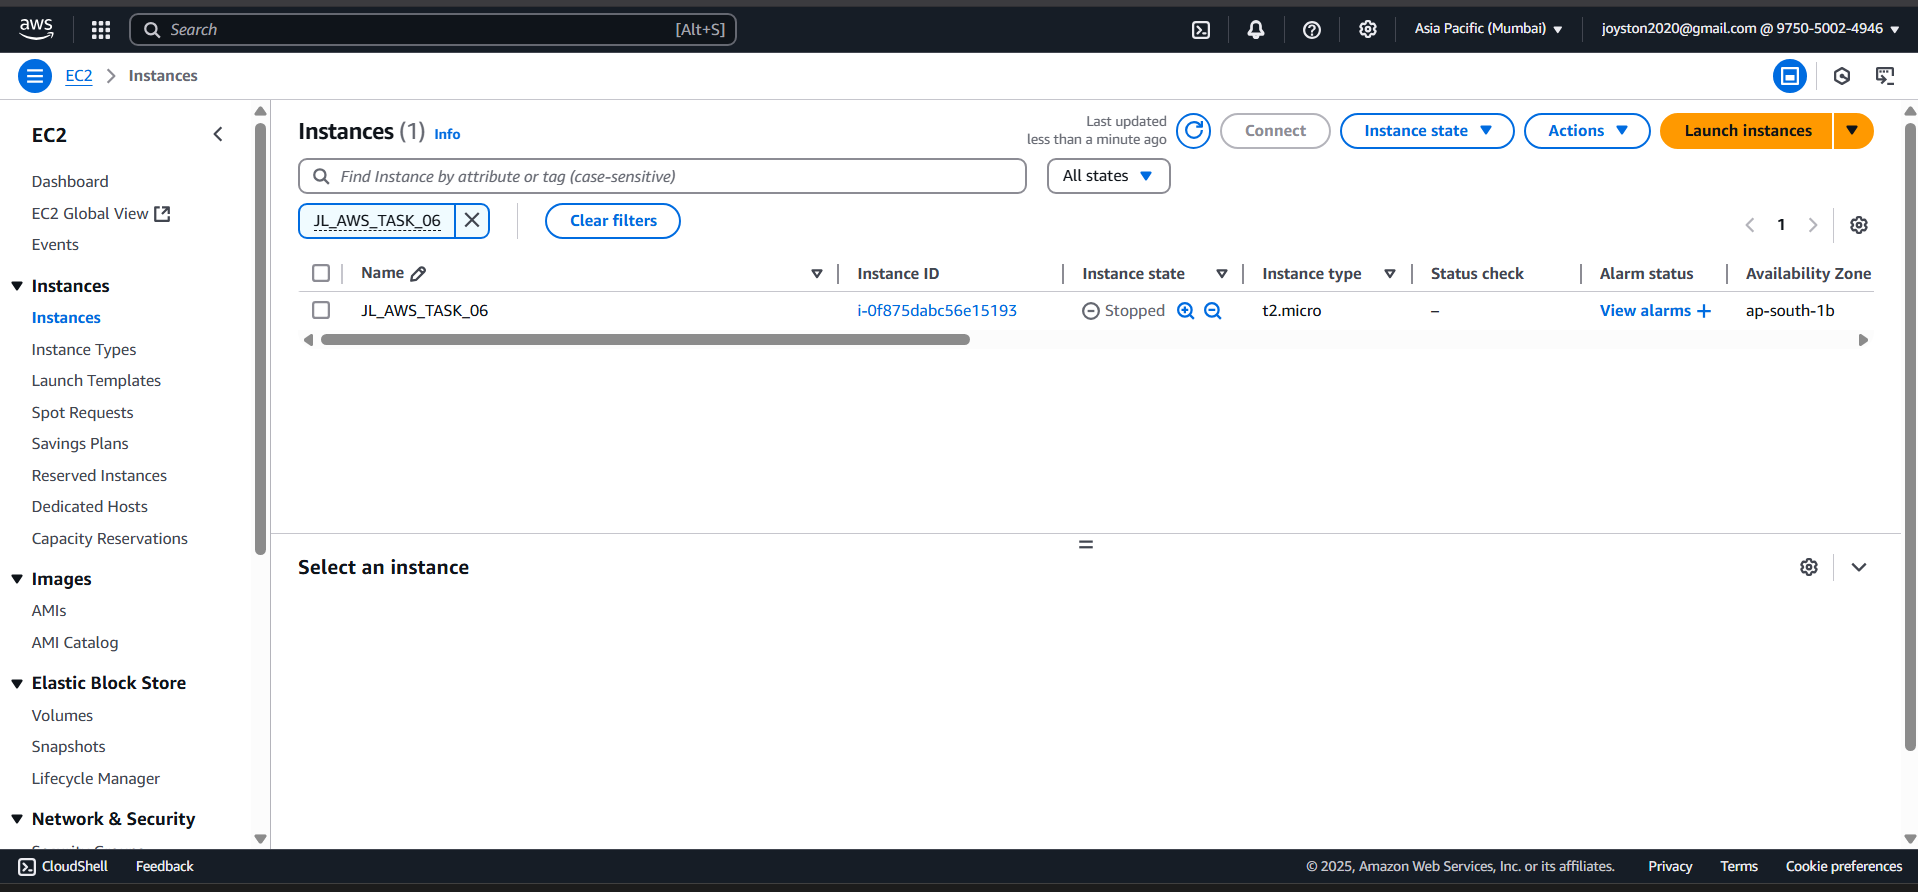 aws
Search [Alt+S]
Asia Pacific (Mumbai)
joyston2020@gmail.com @ 9750-5002-4946
EC2 Instances
EC2
Dashboard
EC2 Global View
Events
Instances
Instances
Instance Types
Launch Templates
Spot Requests
Savings Plans
Reserved Instances
Dedicated Hosts
Capacity Reservations
Images
AMIs
AMI Catalog
Elastic Block Store
Volumes
Snapshots
Lifecycle Manager
Network & Security
Instances (1) Info
Last updated
less than a minute ago
Connect
Instance state
Actions
Launch instances
Find Instance by attribute or tag (case-sensitive)
All states
JL_AWS_TASK_06
Clear filters
1
Name Instance ID Instance state Instance type Status check Alarm status Availability Zone
JL_AWS_TASK_06 i-0f875dabc56e15193 Stopped t2.micro – View alarms + ap-south-1b
Select an instance
CloudShell Feedback
© 2025, Amazon Web Services, Inc. or its affiliates. Privacy Terms Cookie preferences